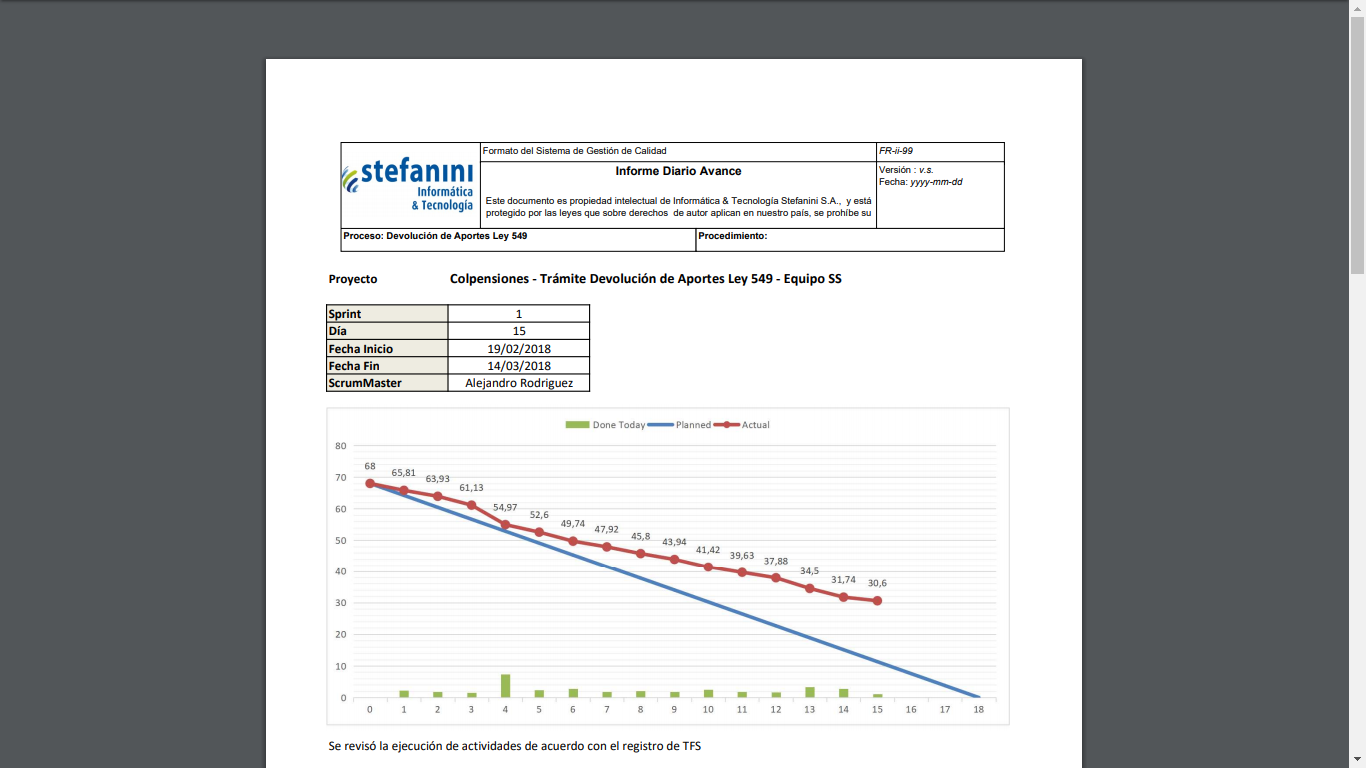 stefanini
Informática
& Tecnología
Formato del Sistema de Gestión de Calidad
FR-ii-99
Informe Diario Avance
Versión : v.s.
Fecha: yyyy-mm-dd
Este documento es propiedad intelectual de Informática & Tecnología Stefanini S.A., y está
protegido por las leyes que sobre derechos de autor aplican en nuestro país, se prohíbe su
Proceso: Devolución de Aportes Ley 549
Procedimiento:
Proyecto Colpensiones - Trámite Devolución de Aportes Ley 549 - Equipo SS
Sprint 1
Día 15
Fecha Inicio 19/02/2018
Fecha Fin 14/03/2018
ScrumMaster Alejandro Rodriguez
Done Today Planned Actual
80
70
60
50
40
30
20
10
0
68 65,81 63,93 61,13 54,97 52,6 49,74 47,92 45,8 43,94 41,42 39,63 37,88 34,5 31,74 30,6
0 1 2 3 4 5 6 7 8 9 10 11 12 13 14 15 16 17 18
Se revisó la ejecución de actividades de acuerdo con el registro de TFS